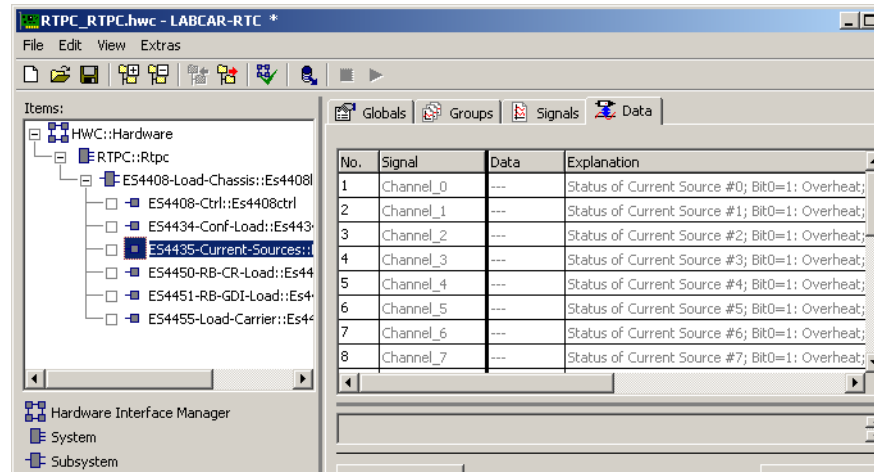 RTPC_RTPC.hwc - LABCAR-RTC *
File Edit View Extras
Items:
HWC::Hardware
RTPC::Rtpc
ES4408-Load-Chassis::Es4408l
ES4408-Ctrl::Es4408ctrl
ES4434-Conf-Load::Es443
ES4435-Current-Sources::
ES4450-RB-CR-Load::Es44
ES4451-RB-GDI-Load::Es4
ES4455-Load-Carrier::Es44
Hardware Interface Manager
System
Subsystem
Globals Groups Signals Data
No. Signal Data Explanation
1 Channel_0 --- Status of Current Source #0; Bit0=1: Overheat;
2 Channel_1 --- Status of Current Source #1; Bit0=1: Overheat;
3 Channel_2 --- Status of Current Source #2; Bit0=1: Overheat;
4 Channel_3 --- Status of Current Source #3; Bit0=1: Overheat;
5 Channel_4 --- Status of Current Source #4; Bit0=1: Overheat;
6 Channel_5 --- Status of Current Source #5; Bit0=1: Overheat;
7 Channel_6 --- Status of Current Source #6; Bit0=1: Overheat;
8 Channel_7 --- Status of Current Source #7; Bit0=1: Overheat;